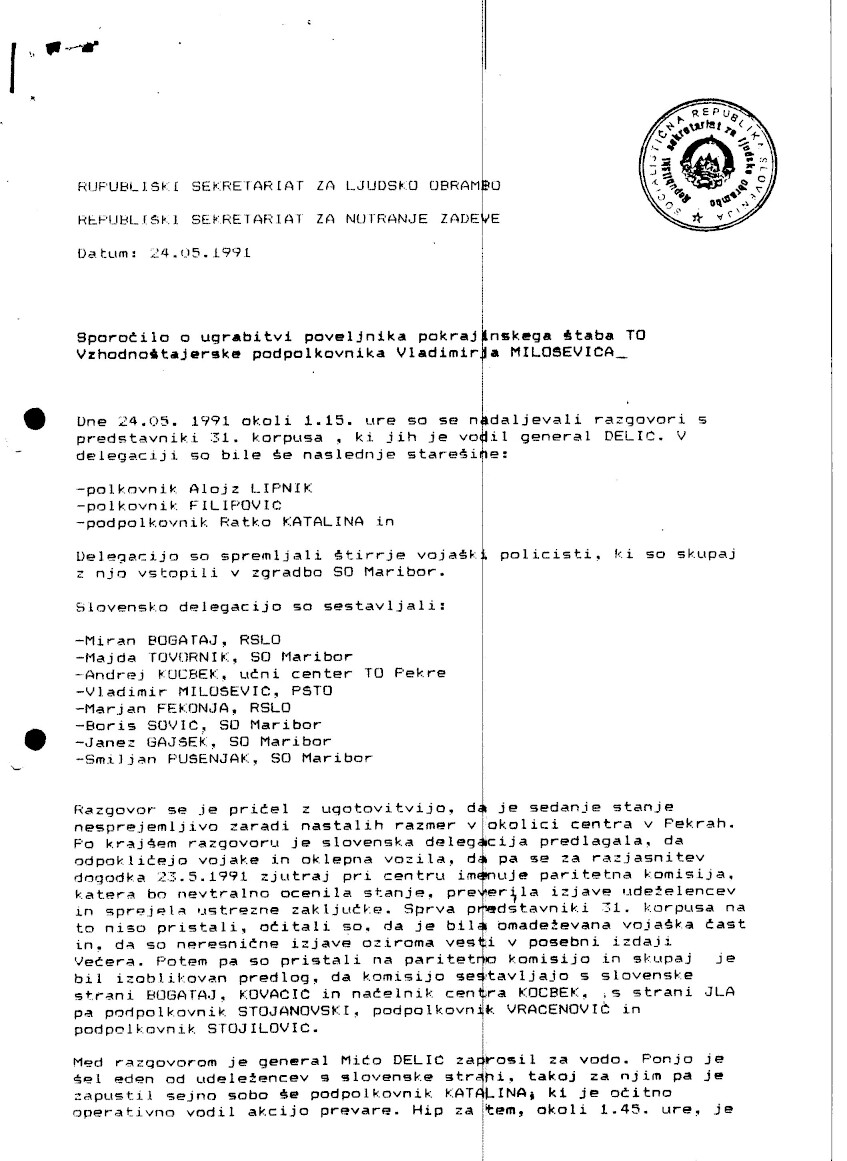 SOCIALISTIČNA REPUBLIKA SLOVENIJA
Republiški sekretariat za ljudsko obrambo
RUPUBLISKI SEKRETARIAT ZA LJUDSKO OBRAMBO
REPUBLISKI SEKRETARIAT ZA NOTRANJE ZADEVE
Datum: 24.05.1991
Sporočilo o ugrabitvi poveljnika pokrajinskega štaba TO
Vzhodnoštajerske podpolkovnika Vladimirja MILOSEVICA_
Dne 24.05. 1991 okoli 1.15. ure so se nadaljevali razgovori s
predstavniki 31. korpusa , ki jih je vodil general DELIC. V
delegaciji so bile še naslednje starešine:
-polkovnik Alojz LIPNIK
-polkovnik FILIPOVIC
-podpolkovnik Ratko KATALINA in
Delegacijo so spremljali štirrje vojaški policisti, ki so skupaj
z njo vstopili v zgradbo SO Maribor.
Slovensko delegacijo so sestavljali:
-Miran BOGATAJ, RSLO
-Majda TOVORNIK, SO Maribor
-Andrej KOCBEK, učni center TO Pekre
-Vladimir MILOSEVIC, PSTO
-Marjan FEKONJA, RSLO
-Boris SOVIC, SO Maribor
-Janez GAJSEK, SO Maribor
-Smiljan PUSENJAK, SO Maribor
Razgovor se je pričel z ugotovitvijo, da je sedanje stanje
nesprejemljivo zaradi nastalih razmer v okolici centra v Pekrah.
Po krajšem razgovoru je slovenska delegacija predlagala, da
odpokličejo vojake in oklepna vozila, da pa se za razjasnitev
dogodka 23.5.1991 zjutraj pri centru imenuje paritetna komisija,
katera bo nevtralno ocenila stanje, preverila izjave udeželencev
in sprejela ustrezne zaključke. Sprva predstavniki 31. korpusa na
to niso pristali, očitali so, da je bila omadeževana vojaška čast
in, da so neresnične izjave oziroma vesti v posebni izdaji
Večera. Potem pa so pristali na paritetno komisijo in skupaj je
bil izoblikovan predlog, da komisijo sestavljajo s slovenske
strani BOGATAJ, KOVACIC in načelnik centra KOCBEK, s strani JLA
pa podpolkovnik STOJANOVSKI, podpolkovnik VRACENOVIČ in
podpolkovnik STOJILOVIC.
Med razgovorom je general Mićo DELIC zaprosil za vodo. Ponjo je
šel eden od udeležencev s slovenske strani, takoj za njim pa je
zapustil sejno sobo še podpolkovnik KATALINA, ki je očitno
operativno vodil akcijo prevare. Hip za tem, okoli 1.45. ure, je